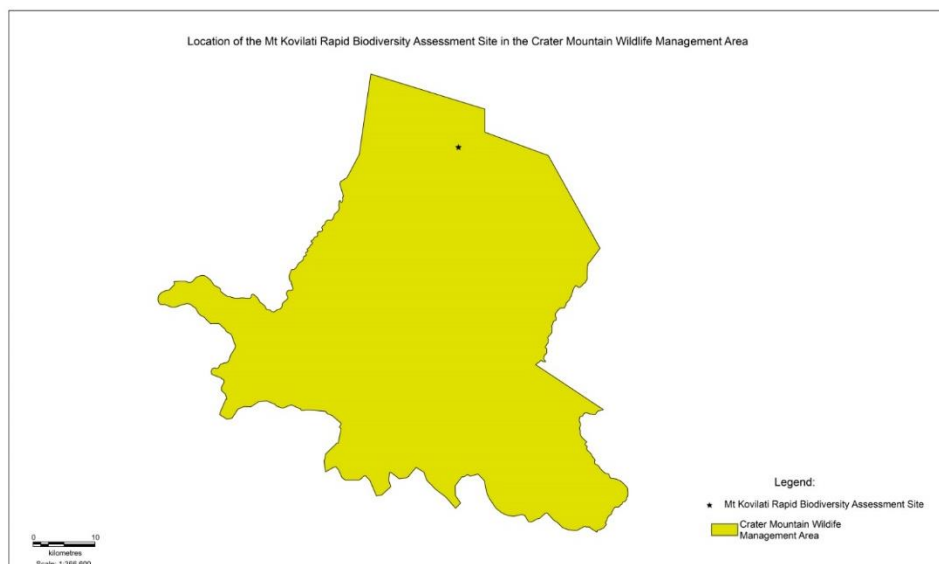 Location of the Mt Kovilati Rapid Biodiversity Assessment Site in the Crater Mountain Wildlife Management Area
Legend:
Mt Kovilati Rapid Biodiversity Assessment Site
Crater Mountain Wildlife
Management Area
0 10
kilometres